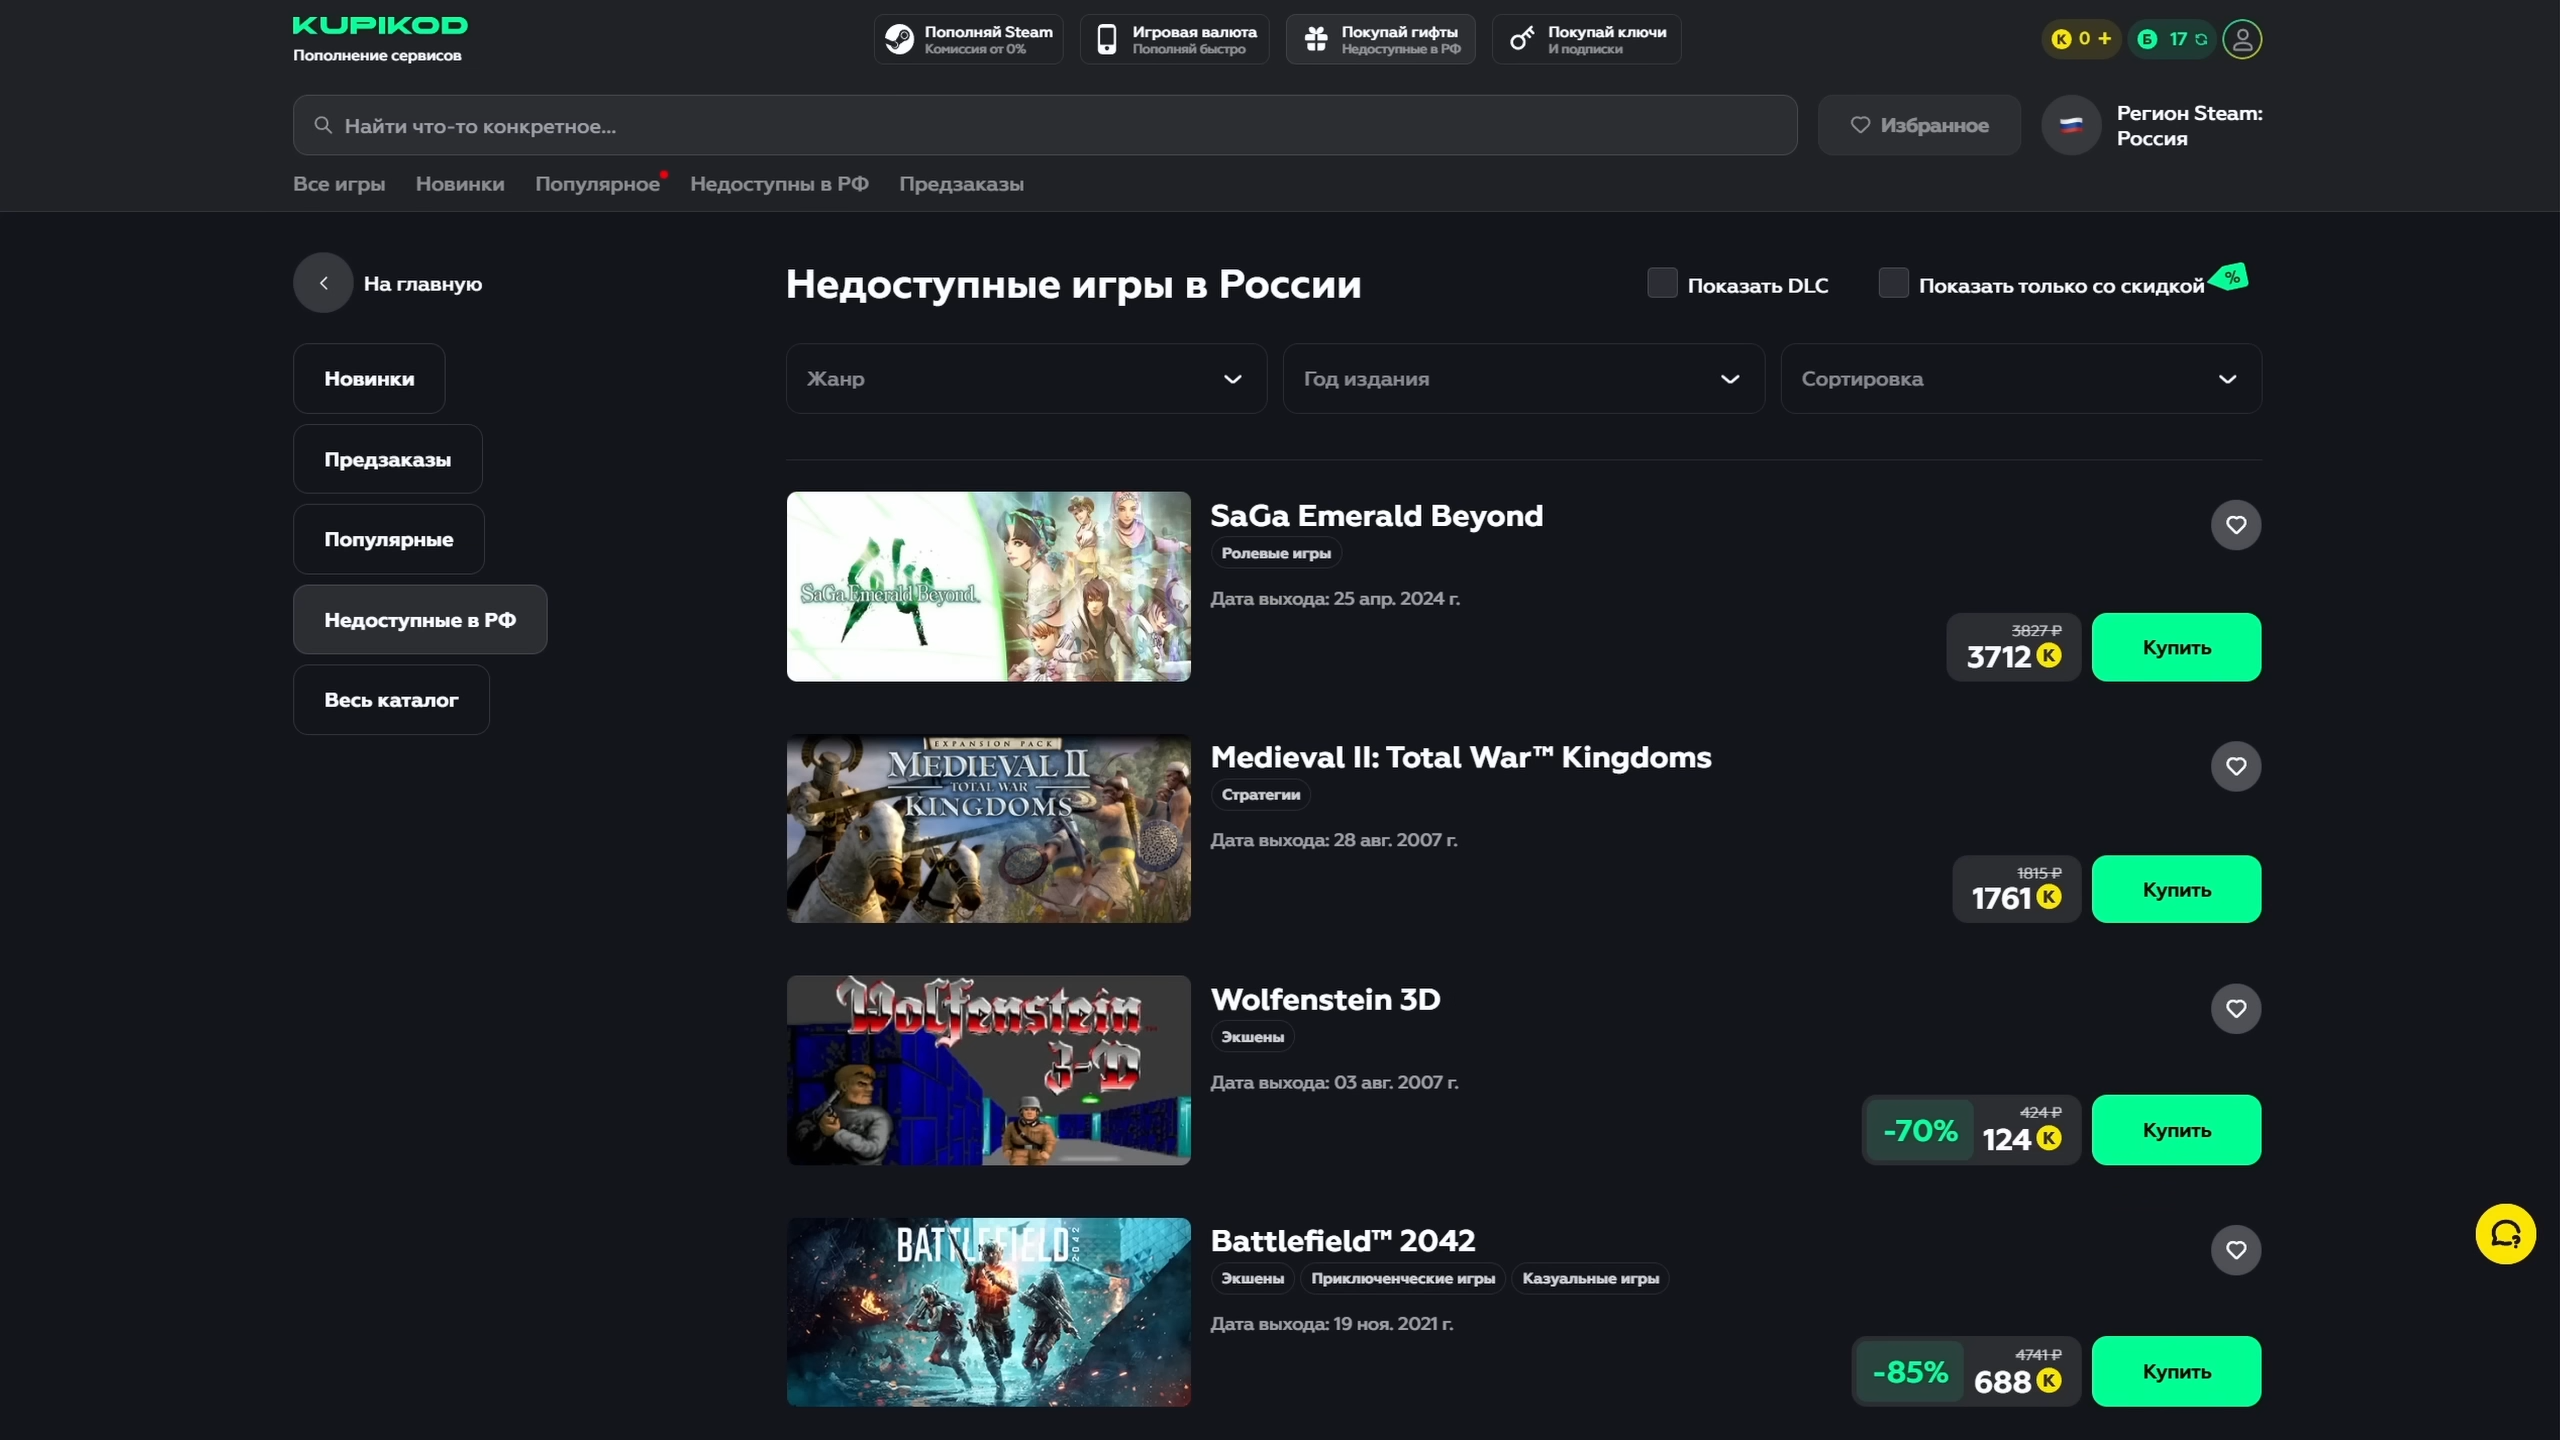 KUPIKOD
Пополнение сервисов
Пополняй Steam
Комиссия от 0%
Игровая валюта
Пополняй быстро
Покупай гифты
Недоступные в РФ
Покупай ключи
И подписки
К 0 +
Б 17
Найти что-то конкретное...
Избранное
Регион Steam:
Россия
Все игры
Новинки
Популярное
Недоступны в РФ
Предзаказы
На главную
Новинки
Предзаказы
Популярные
Недоступные в РФ
Весь каталог
Недоступные игры в России
Показать DLC
Показать только со скидкой %
Жанр
Год издания
Сортировка
SaGa Emerald Beyond
SaGa Emerald Beyond
Ролевые игры
Дата выхода: 25 апр. 2024 г.
3827 ₽
3712 К
Купить
EXPANSION PACK
MEDIEVAL II
TOTAL WAR
KINGDOMS
Medieval II: Total War™ Kingdoms
Стратегии
Дата выхода: 28 авг. 2007 г.
1815 ₽
1761 К
Купить
Wolfenstein
3-D
Wolfenstein 3D
Экшены
Дата выхода: 03 авг. 2007 г.
-70%
424 ₽
124 К
Купить
BATTLEFIELD 2042
Battlefield™ 2042
Экшены
Приключенческие игры
Казуальные игры
Дата выхода: 19 ноя. 2021 г.
-85%
4741 ₽
688 К
Купить